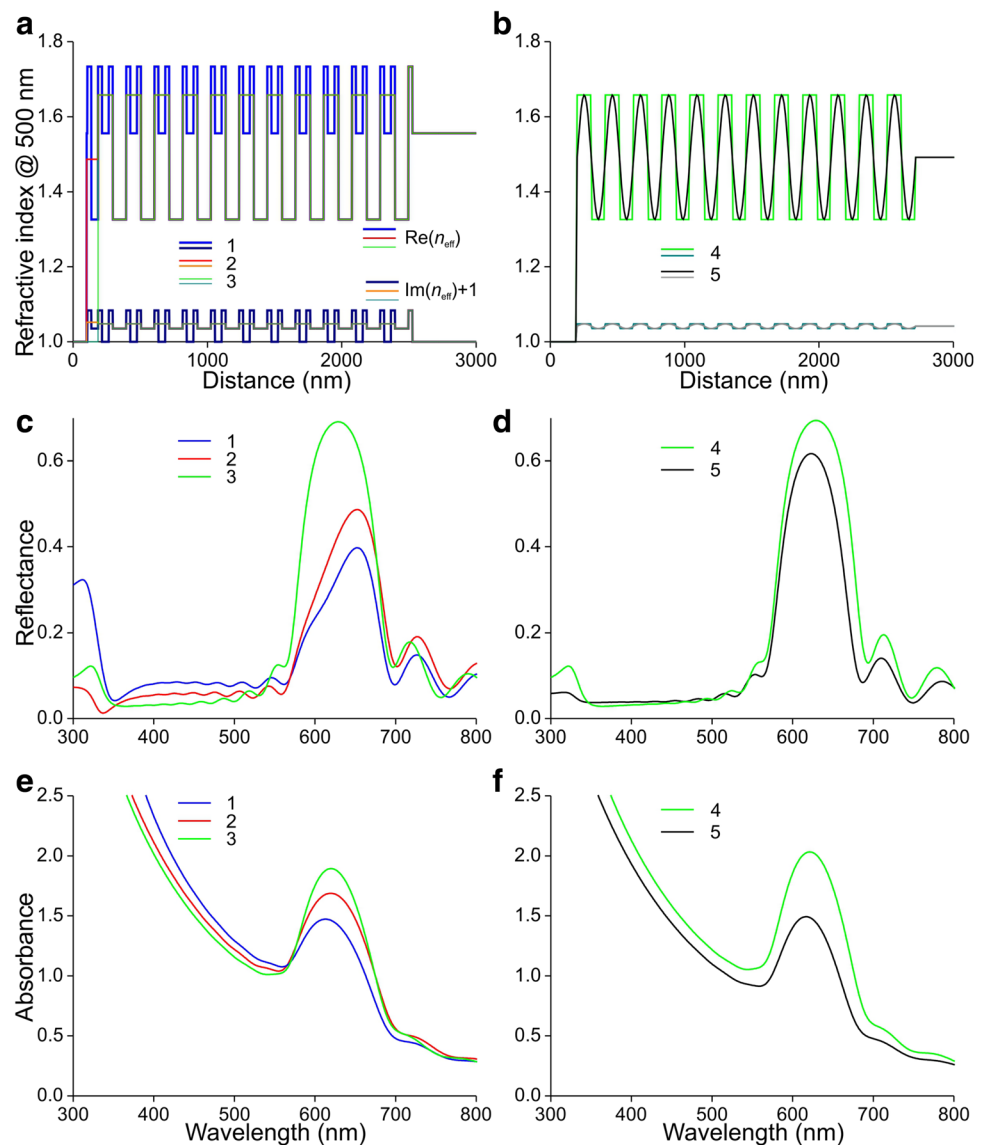 a
Refractive index @ 500 nm
1.8
1.6
1.4
1.2
1.0
1
2
3
Re(n_eff)
Im(n_eff)+1
0
1000
2000
3000
Distance (nm)
b
1.8
1.6
1.4
1.2
1.0
4
5
0
1000
2000
3000
Distance (nm)
c
Reflectance
0.6
0.4
0.2
0.0
1
2
3
300 400 500 600 700 800
d
0.6
0.4
0.2
0.0
4
5
300 400 500 600 700 800
e
Absorbance
2.5
2.0
1.5
1.0
0.5
0.0
1
2
3
300 400 500 600 700 800
Wavelength (nm)
f
2.5
2.0
1.5
1.0
0.5
0.0
4
5
300 400 500 600 700 800
Wavelength (nm)